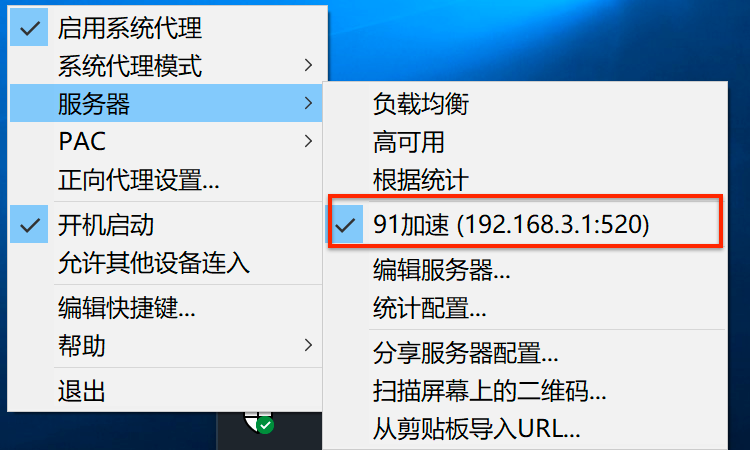 启用系统代理
系统代理模式
服务器
PAC
正向代理设置...
开机启动
允许其他设备连入
编辑快捷键...
帮助
退出
负载均衡
高可用
根据统计
91加速 (192.168.3.1:520)
编辑服务器...
统计配置...
分享服务器配置...
扫描屏幕上的二维码...
从剪贴板导入URL...